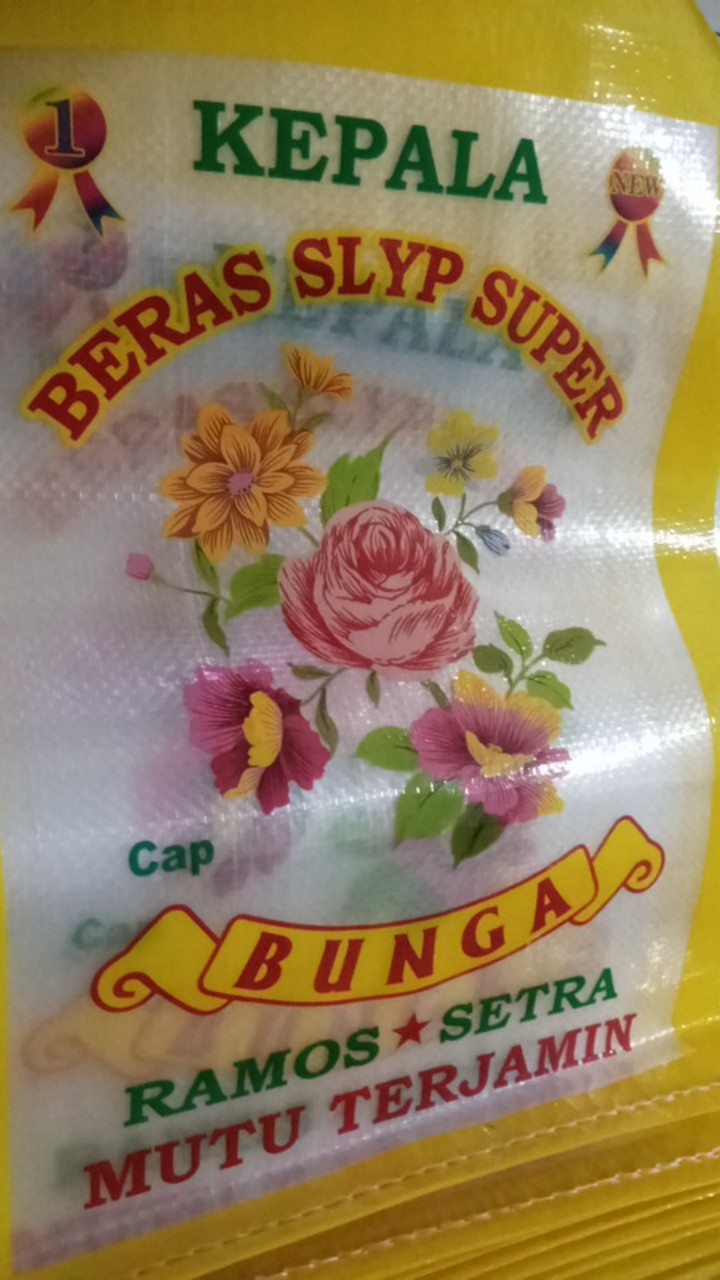 1
KEPALA
NEW
BERAS SLYP SUPER
Cap
BUNGA
RAMOS ★ SETRA
MUTU TERJAMIN